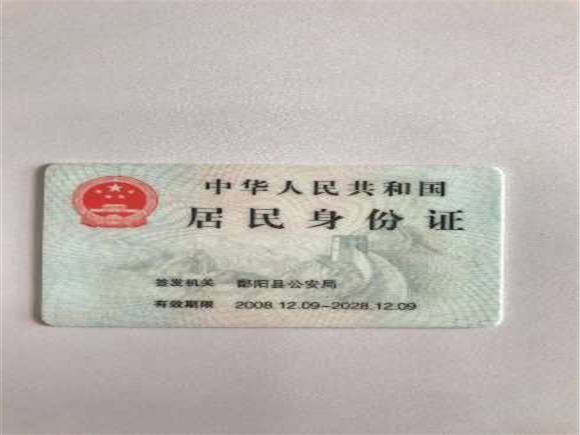 中华人民共和国
居民身份证
签发机关 鄱阳县公安局
有效期限 2008.12.09-2028.12.09